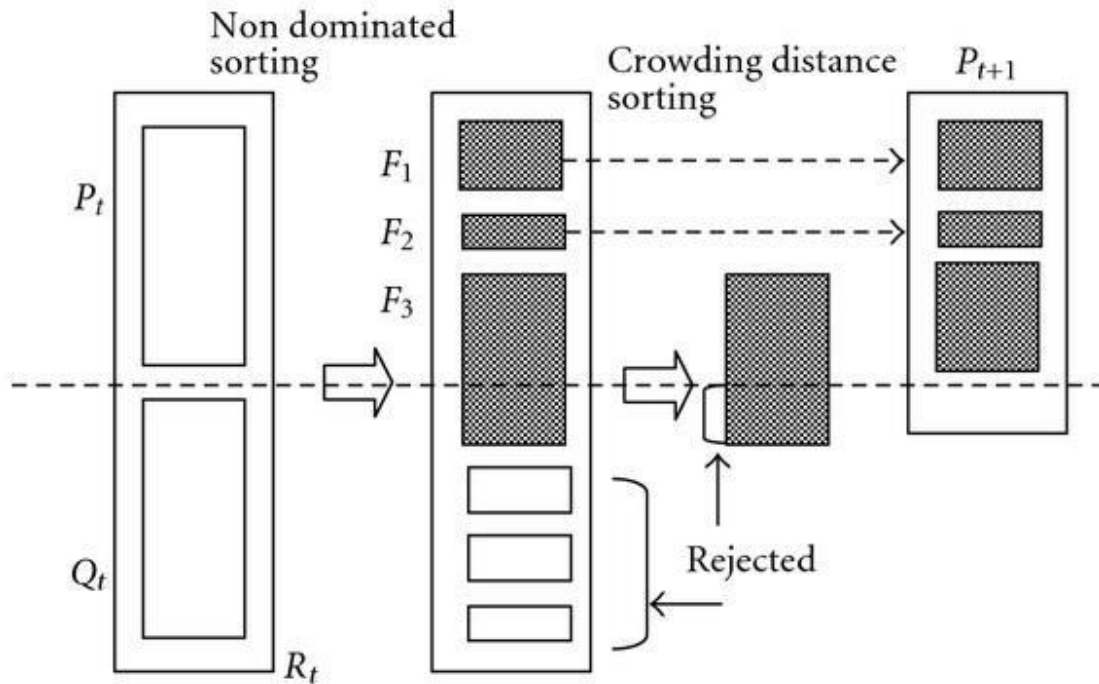 Non dominated
sorting
Crowding distance
sorting
P_{t+1}
P_t
F_1
F_2
F_3
Q_t
Rejected
R_t